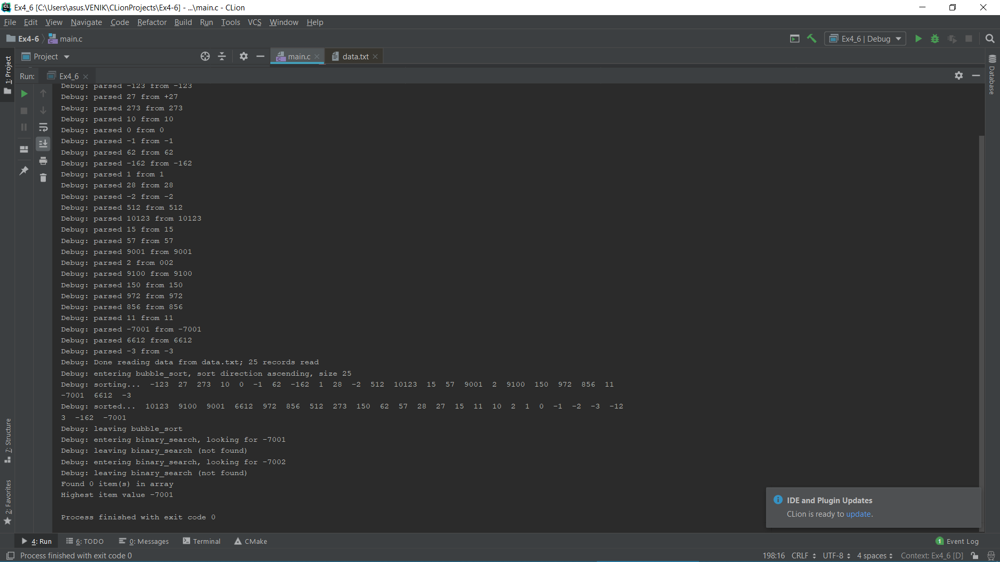 Ex4_6 [C:\Users\asus.VENIK\CLionProjects\Ex4-6] - ...\main.c - CLion
File Edit View Navigate Code Refactor Build Run Tools VCS Window Help
Ex4-6 main.c Ex4_6 | Debug
Project main.c data.txt
1: Project
Database
Run: Ex4_6
Debug: parsed -123 from -123
Debug: parsed 27 from +27
Debug: parsed 273 from 273
Debug: parsed 10 from 10
Debug: parsed 0 from 0
Debug: parsed -1 from -1
Debug: parsed 62 from 62
Debug: parsed -162 from -162
Debug: parsed 1 from 1
Debug: parsed 28 from 28
Debug: parsed -2 from -2
Debug: parsed 512 from 512
Debug: parsed 10123 from 10123
Debug: parsed 15 from 15
Debug: parsed 57 from 57
Debug: parsed 9001 from 9001
Debug: parsed 2 from 002
Debug: parsed 9100 from 9100
Debug: parsed 150 from 150
Debug: parsed 972 from 972
Debug: parsed 856 from 856
Debug: parsed 11 from 11
Debug: parsed -7001 from -7001
Debug: parsed 6612 from 6612
Debug: parsed -3 from -3
Debug: Done reading data from data.txt; 25 records read
Debug: entering bubble_sort, sort direction ascending, size 25
Debug: sorting... -123 27 273 10 0 -1 62 -162 1 28 -2 512 10123 15 57 9001 2 9100 150 972 856 11
-7001 6612 -3
Debug: sorted... 10123 9100 9001 6612 972 856 512 273 150 62 57 28 27 15 11 10 2 1 0 -1 -2 -3 -12
3 -162 -7001
Debug: leaving bubble_sort
Debug: entering binary_search, looking for -7001
Debug: leaving binary_search (not found)
Debug: entering binary_search, looking for -7002
Debug: leaving binary_search (not found)
Found 0 item(s) in array
Highest item value -7001
Process finished with exit code 0
7: Structure
2: Favorites
IDE and Plugin Updates
CLion is ready to update.
4: Run 6: TODO 0: Messages Terminal CMake 1 Event Log
Process finished with exit code 0 198:16 CRLF UTF-8 4 spaces Context: Ex4_6 [D]